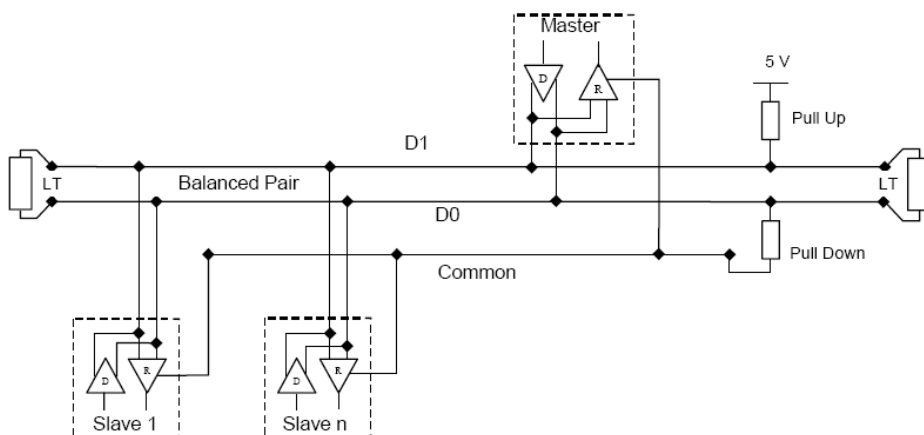 Master
D
R
5 V
Pull Up
D1
LT
Balanced Pair
LT
D0
Pull Down
Common
D
R
D
R
Slave 1
Slave n